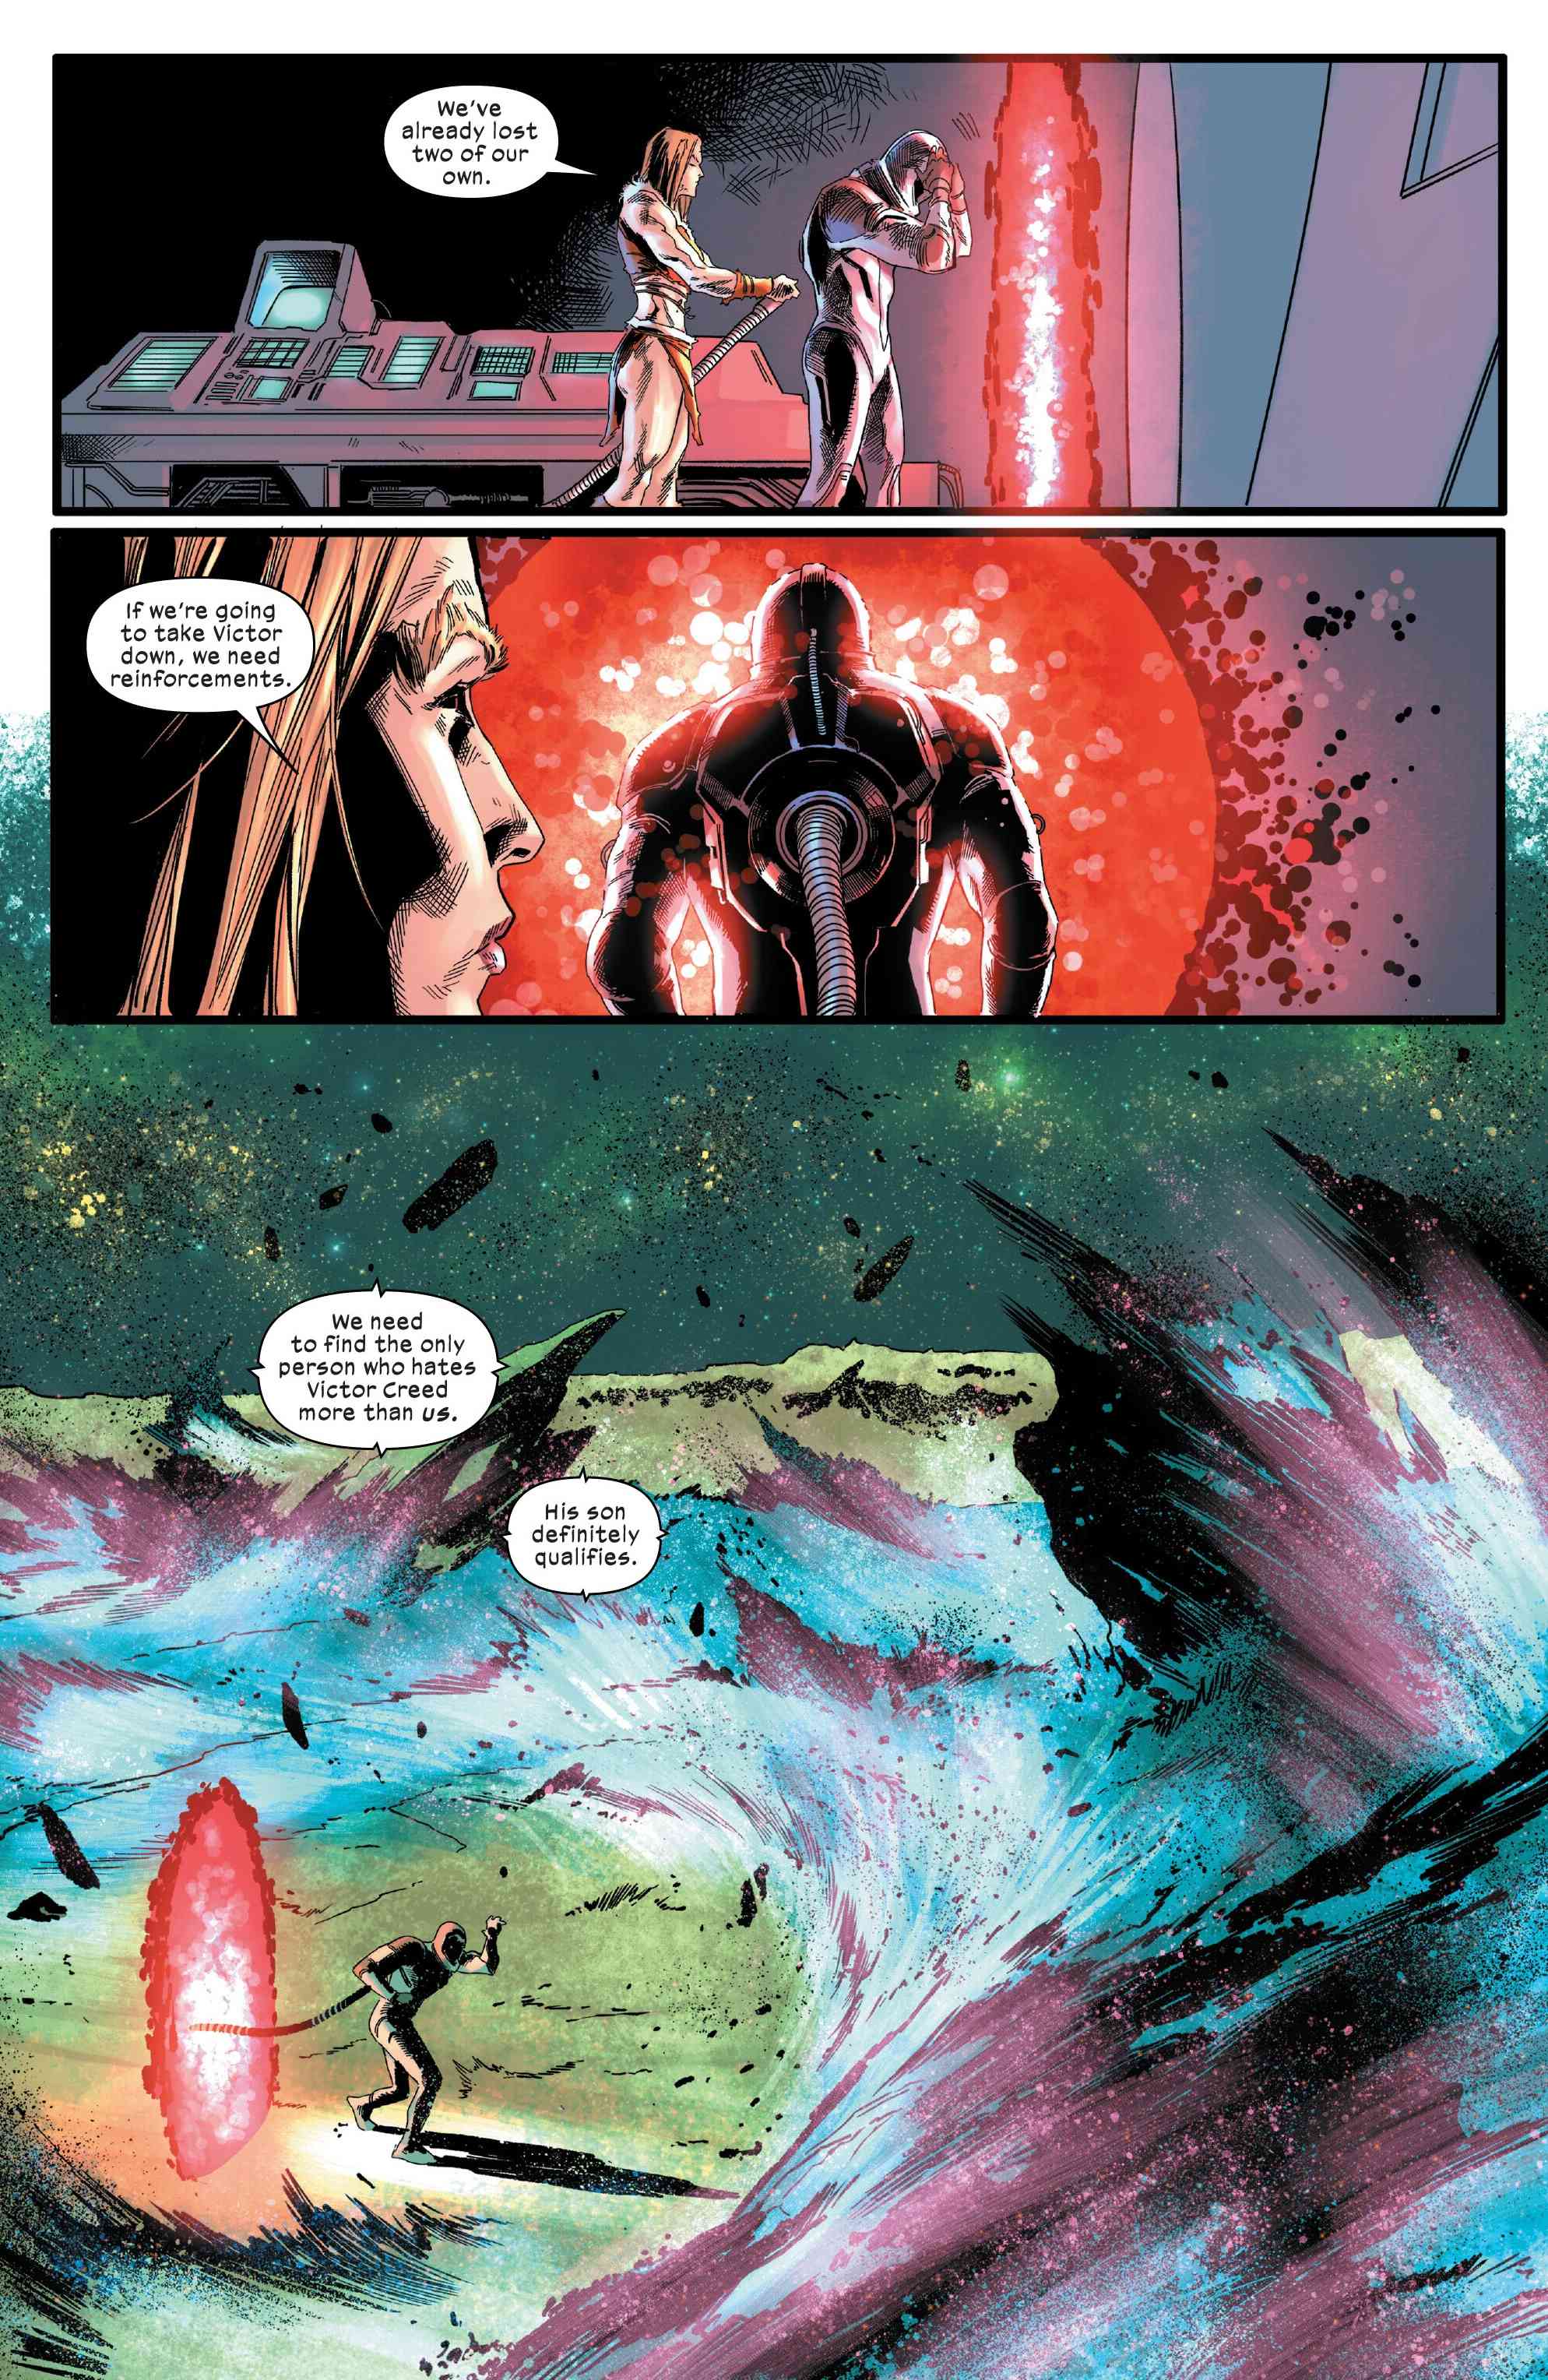 We've
already lost
two of our
own.
If we're going
to take Victor
down, we need
reinforcements.
We need
to find the only
person who hates
Victor Creed
more than us.
His son
definitely
qualifies.